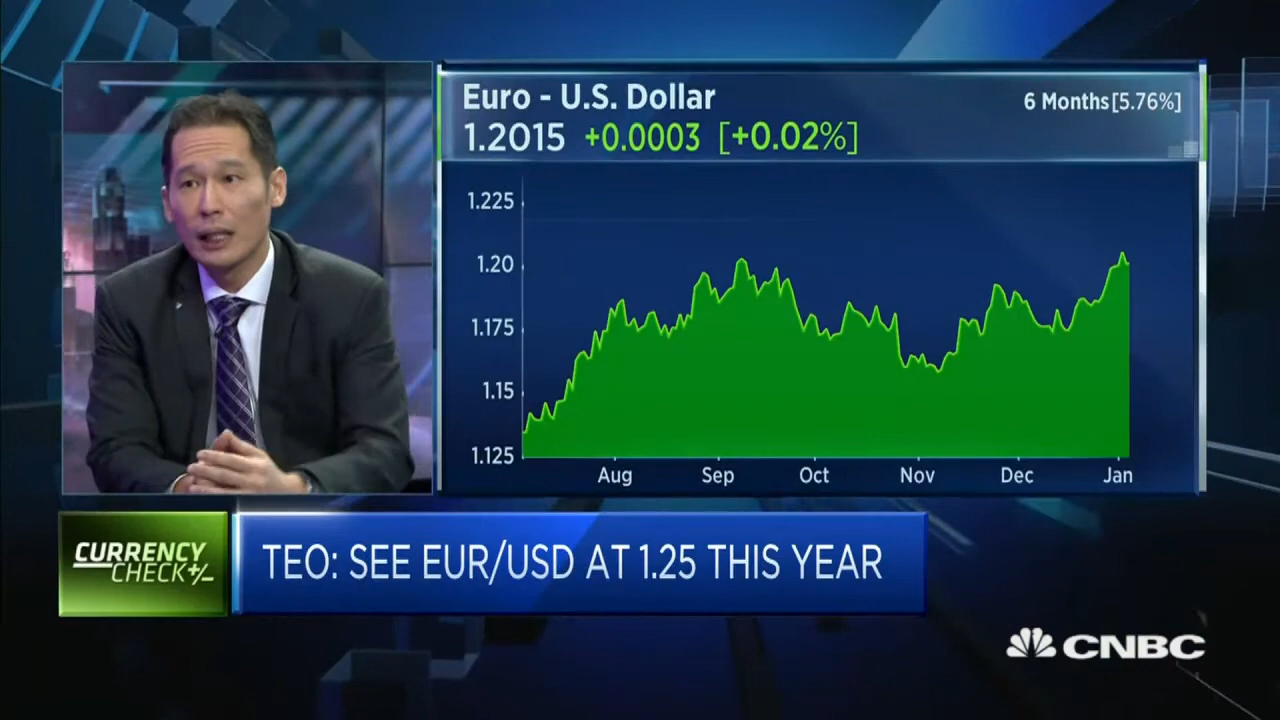 Euro - U.S. Dollar
6 Months [5.76%]
1.2015 +0.0003 [+0.02%]
1.225
1.20
1.175
1.15
1.125
Aug Sep Oct Nov Dec Jan
CURRENCY
CHECK +/-
TEO: SEE EUR/USD AT 1.25 THIS YEAR
CNBC